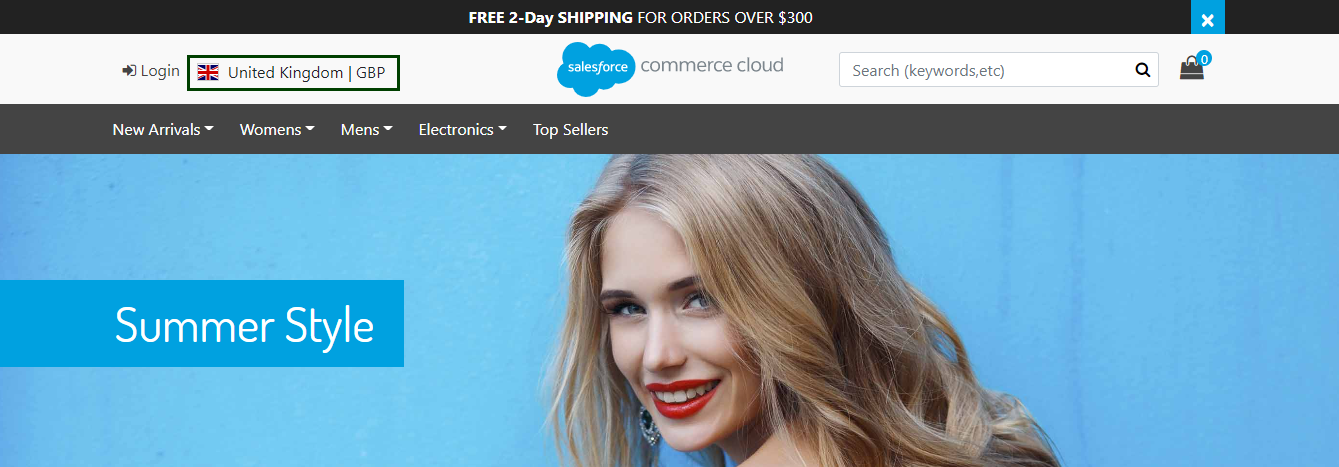 FREE 2-Day SHIPPING FOR ORDERS OVER $300
Login
United Kingdom | GBP
salesforce commerce cloud
Search (keywords,etc)
0
New Arrivals Womens Mens Electronics Top Sellers
Summer Style